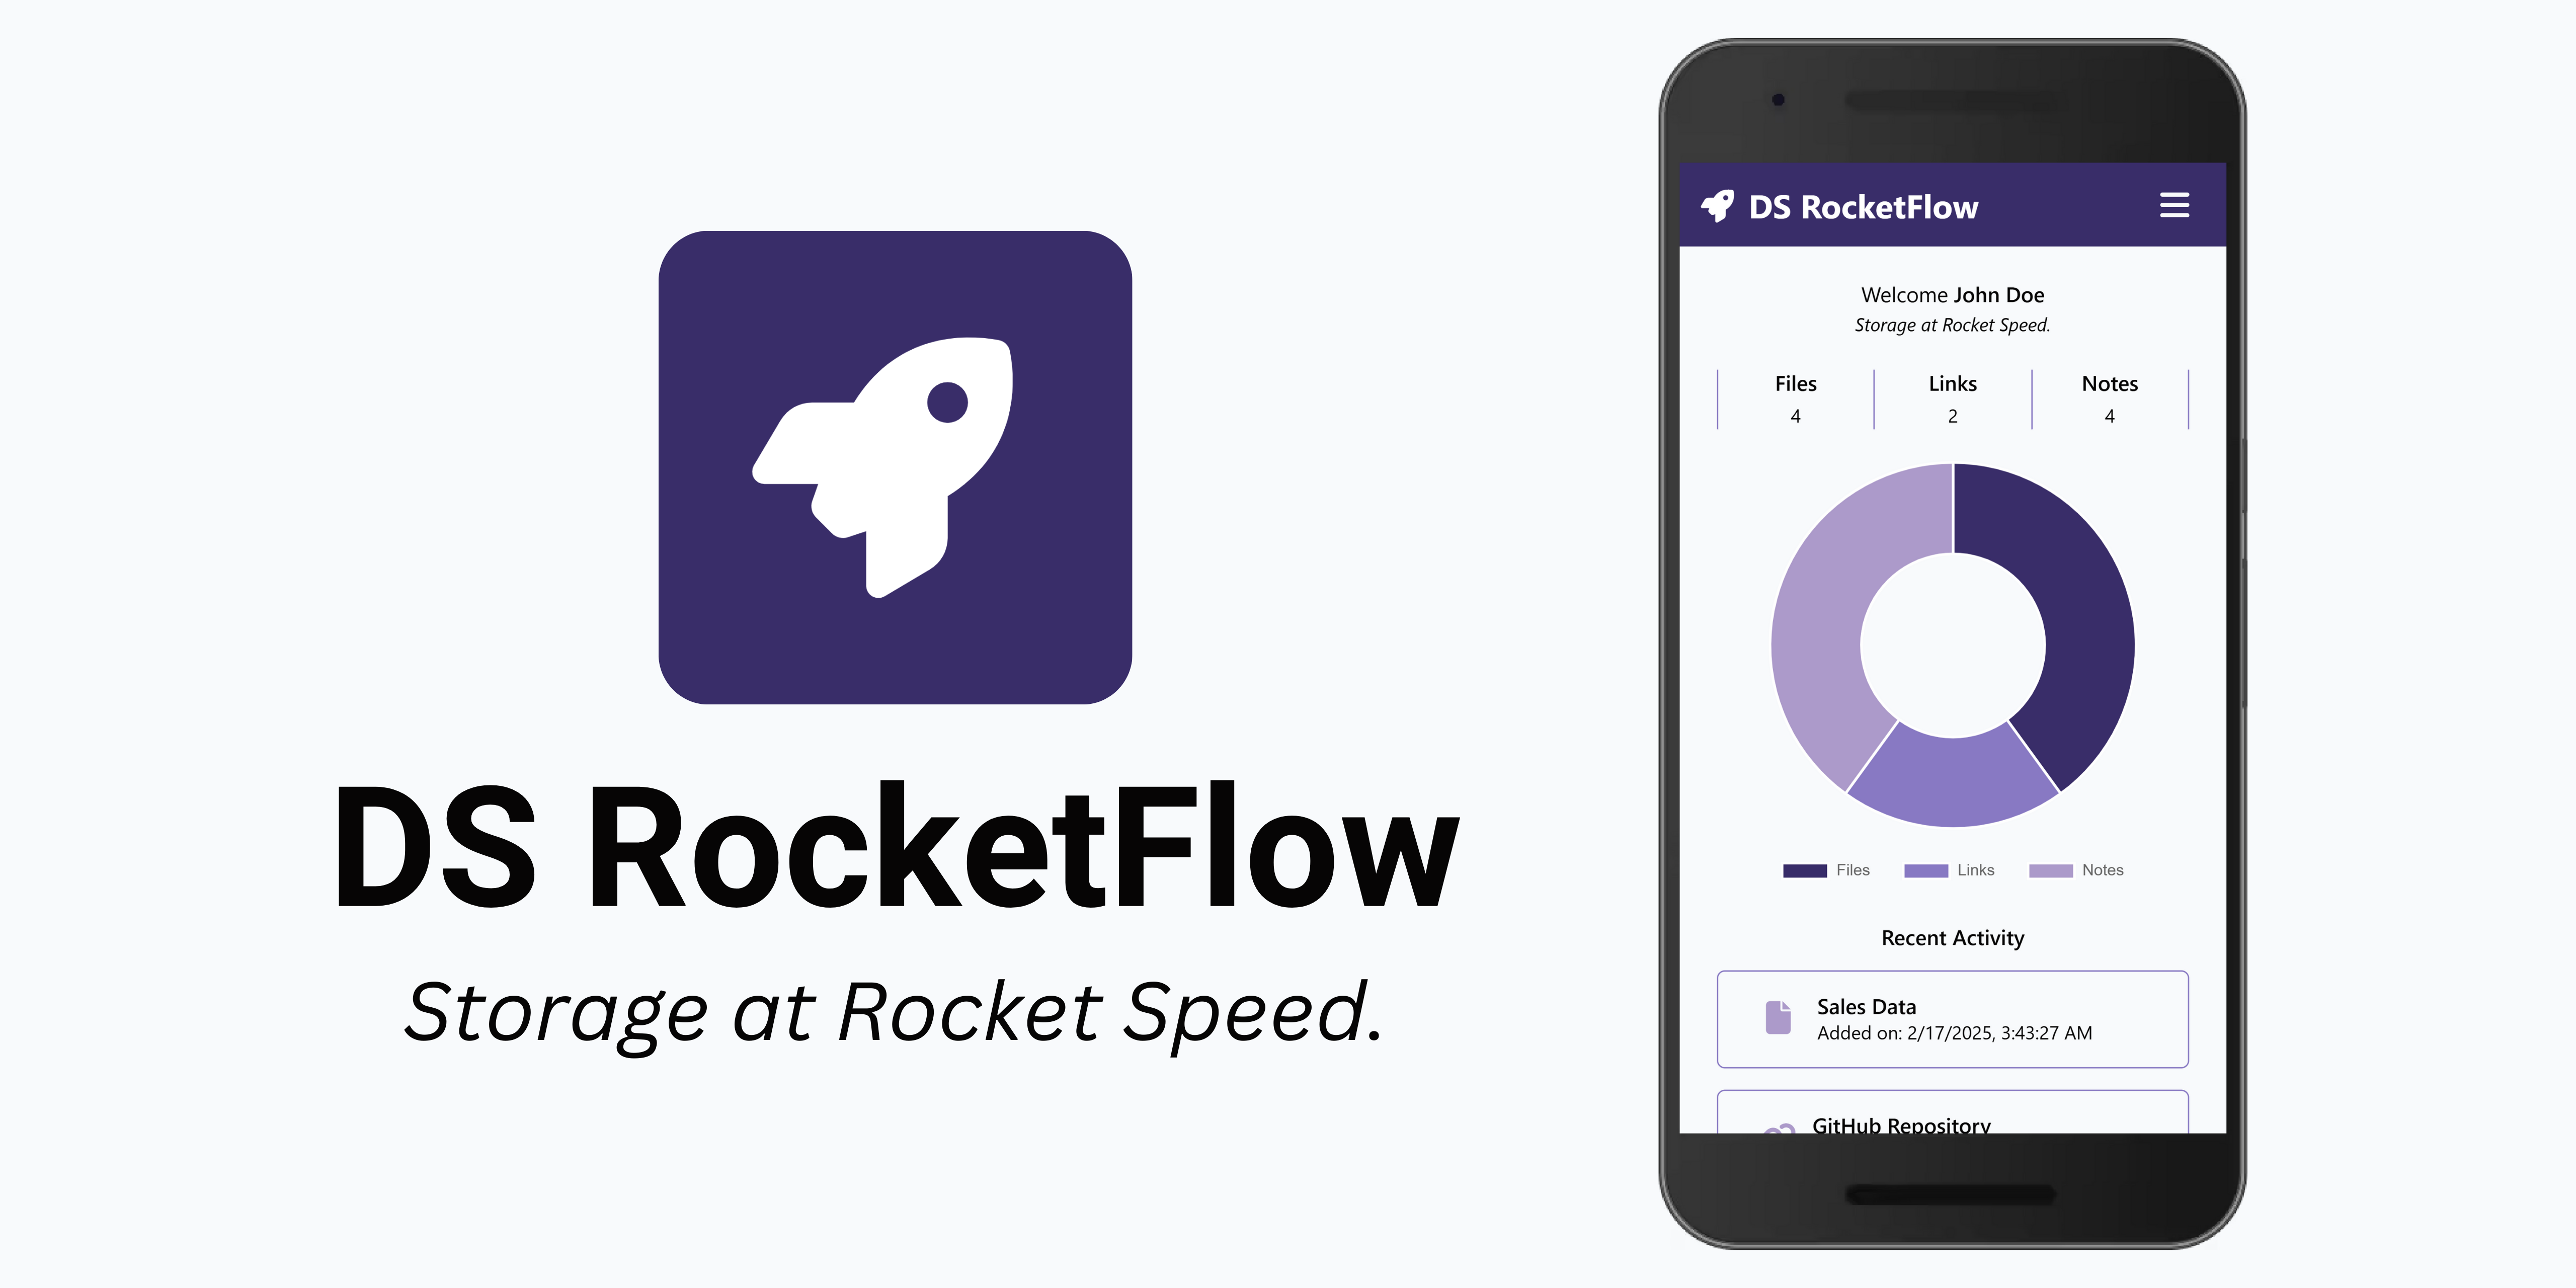 DS RocketFlow
Storage at Rocket Speed.
DS RocketFlow
Welcome John Doe
Storage at Rocket Speed.
Files Links Notes
4 2 4
Files Links Notes
Recent Activity
Sales Data
Added on: 2/17/2025, 3:43:27 AM
GitHub Repository